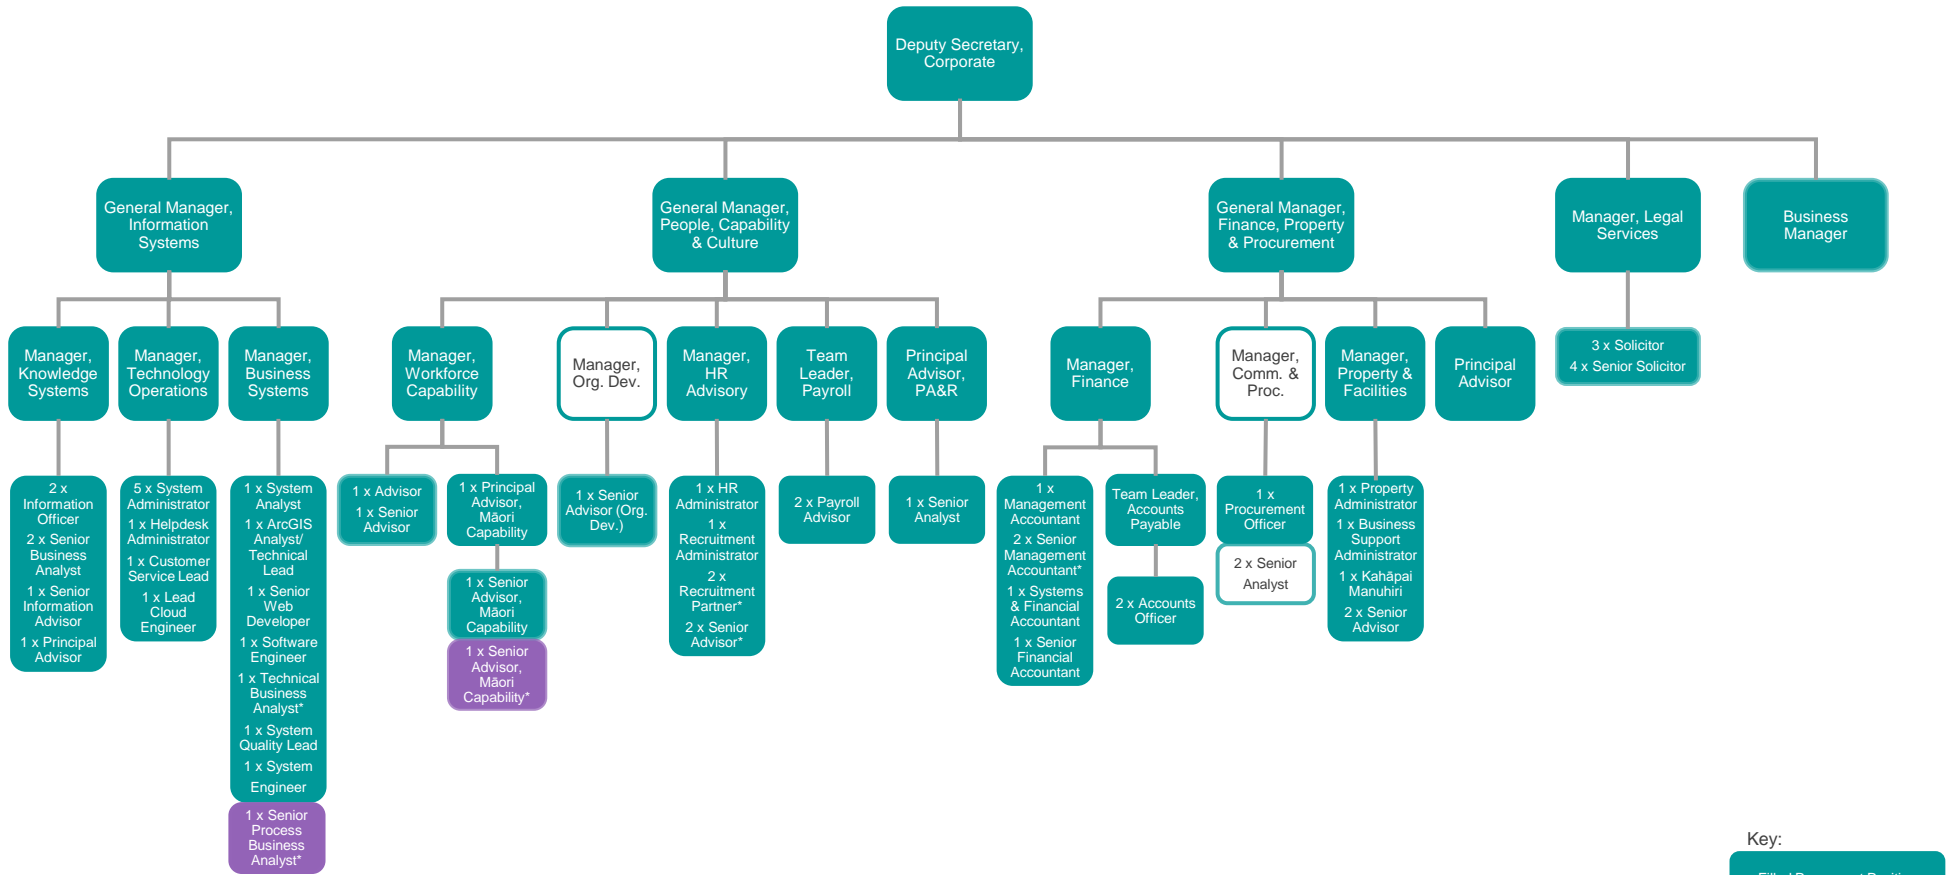 Deputy Secretary,
Corporate
General Manager,
Information
Systems
General Manager,
People, Capability
& Culture
General Manager,
Finance, Property
& Procurement
Manager, Legal
Services
Business
Manager
Manager,
Knowledge
Systems
Manager,
Technology
Operations
Manager,
Business
Systems
Manager,
Workforce
Capability
Manager,
Org. Dev.
Manager,
HR
Advisory
Team
Leader,
Payroll
Principal
Advisor,
PA&R
Manager,
Finance
Manager,
Comm. &
Proc.
Manager,
Property &
Facilities
Principal
Advisor
3 x Solicitor
4 x Senior Solicitor
2 x
Information
Officer
2 x Senior
Business
Analyst
1 x Senior
Information
Advisor
1 x Principal
Advisor
5 x System
Administrator
1 x Helpdesk
Administrator
1 x Customer
Service Lead
1 x Lead
Cloud
Engineer
1 x System
Analyst
1 x ArcGIS
Analyst/
Technical
Lead
1 x Senior
Web
Developer
1 x Software
Engineer
1 x Technical
Business
Analyst*
1 x System
Quality Lead
1 x System
Engineer
1 x Senior
Process
Business
Analyst*
1 x Advisor
1 x Senior
Advisor
1 x Principal
Advisor,
Māori
Capability
1 x Senior
Advisor,
Māori
Capability
1 x Senior
Advisor,
Māori
Capability*
1 x Senior
Advisor (Org.
Dev.)
1 x HR
Administrator
1 x
Recruitment
Administrator
2 x
Recruitment
Partner*
2 x Senior
Advisor*
2 x Payroll
Advisor
1 x Senior
Analyst
1 x
Management
Accountant
2 x Senior
Management
Accountant*
1 x Systems
& Financial
Accountant
1 x Senior
Financial
Accountant
Team Leader,
Accounts
Payable
2 x Accounts
Officer
1 x
Procurement
Officer
2 x Senior
Analyst
1 x Property
Administrator
1 x Business
Support
Administrator
1 x Kahāpai
Manuhiri
2 x Senior
Advisor
Key: